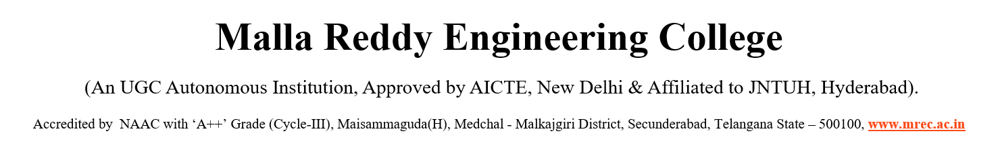 Malla Reddy Engineering College
(An UGC Autonomous Institution, Approved by AICTE, New Delhi & Affiliated to JNTUH, Hyderabad).
Accredited by  NAAC with ‘A++’ Grade (Cycle-III), Maisammaguda(H), Medchal - Malkajgiri District, Secunderabad, Telangana State – 500100, www.mrec.ac.in